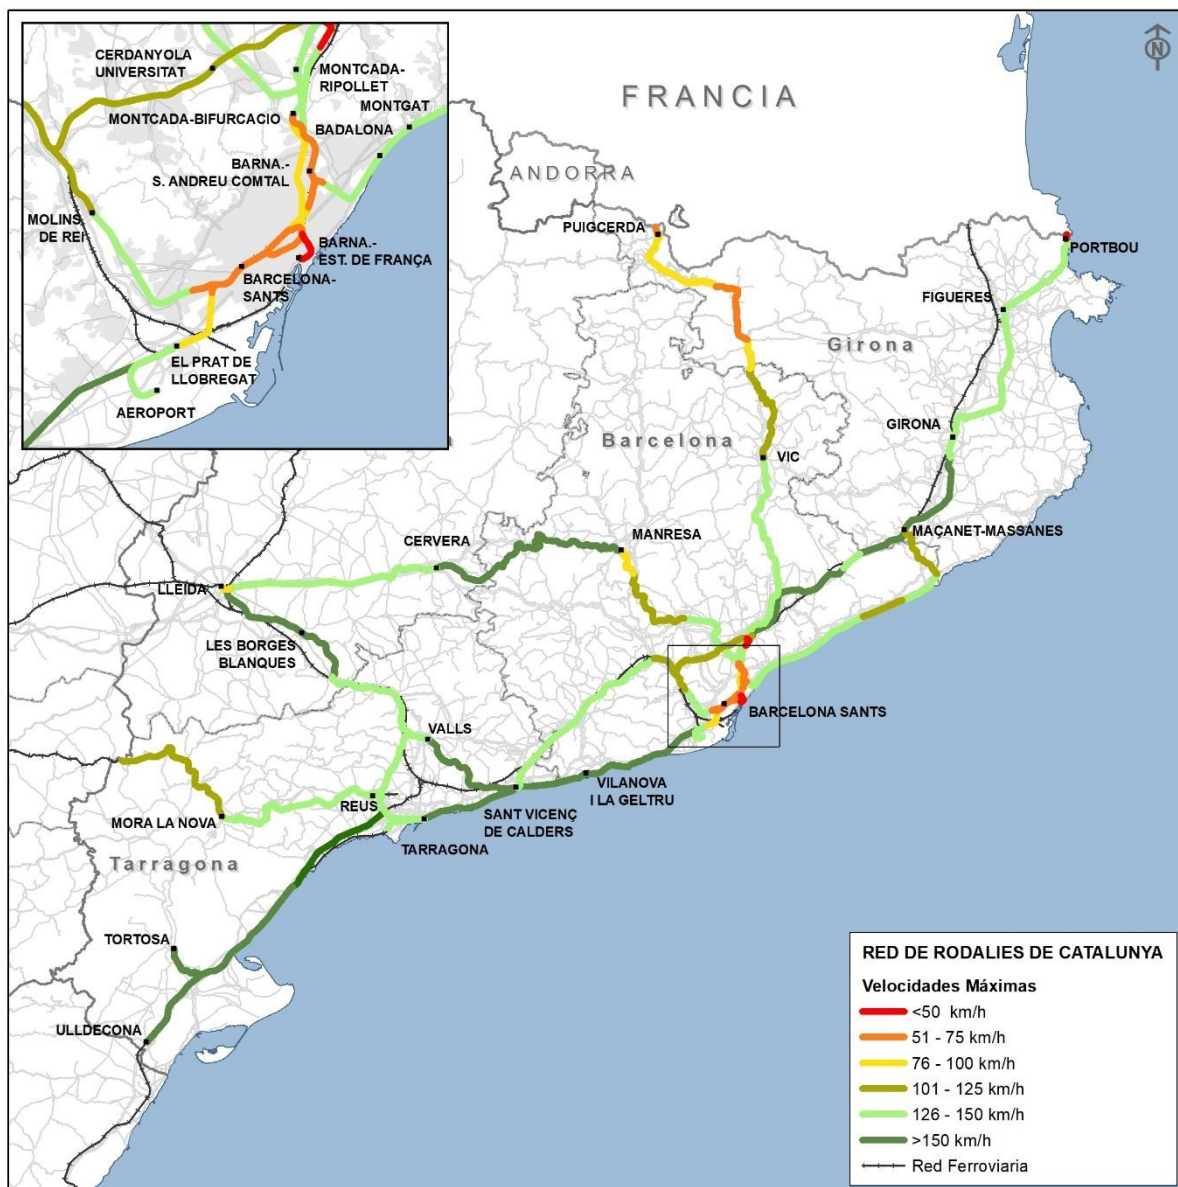 CERDANYOLA
UNIVERSITAT
MONTCADA-
RIPOLLET
MONTGAT
MONTCADA-BIFURCACIO
BADALONA
BARNA.-
S. ANDREU COMTAL
MOLINS
DE REI
BARNA.-
EST. DE FRANÇA
BARCELONA-
SANTS
EL PRAT DE
LLOBREGAT
AEROPORT
N
FRANCIA
ANDORRA
PUIGCERDA
PORTBOU
FIGUERES
Girona
GIRONA
Barcelona
VIC
MAÇANET-MASSANES
MANRESA
CERVERA
LLEIDA
LES BORGES
BLANQUES
BARCELONA SANTS
VALLS
VILANOVA
I LA GELTRU
REUS
SANT VICENÇ
DE CALDERS
MORA LA NOVA
TARRAGONA
Tarragona
TORTOSA
ULLDECONA
RED DE RODALIES DE CATALUNYA
Velocidades Máximas
<50 km/h
51 - 75 km/h
76 - 100 km/h
101 - 125 km/h
126 - 150 km/h
>150 km/h
Red Ferroviaria